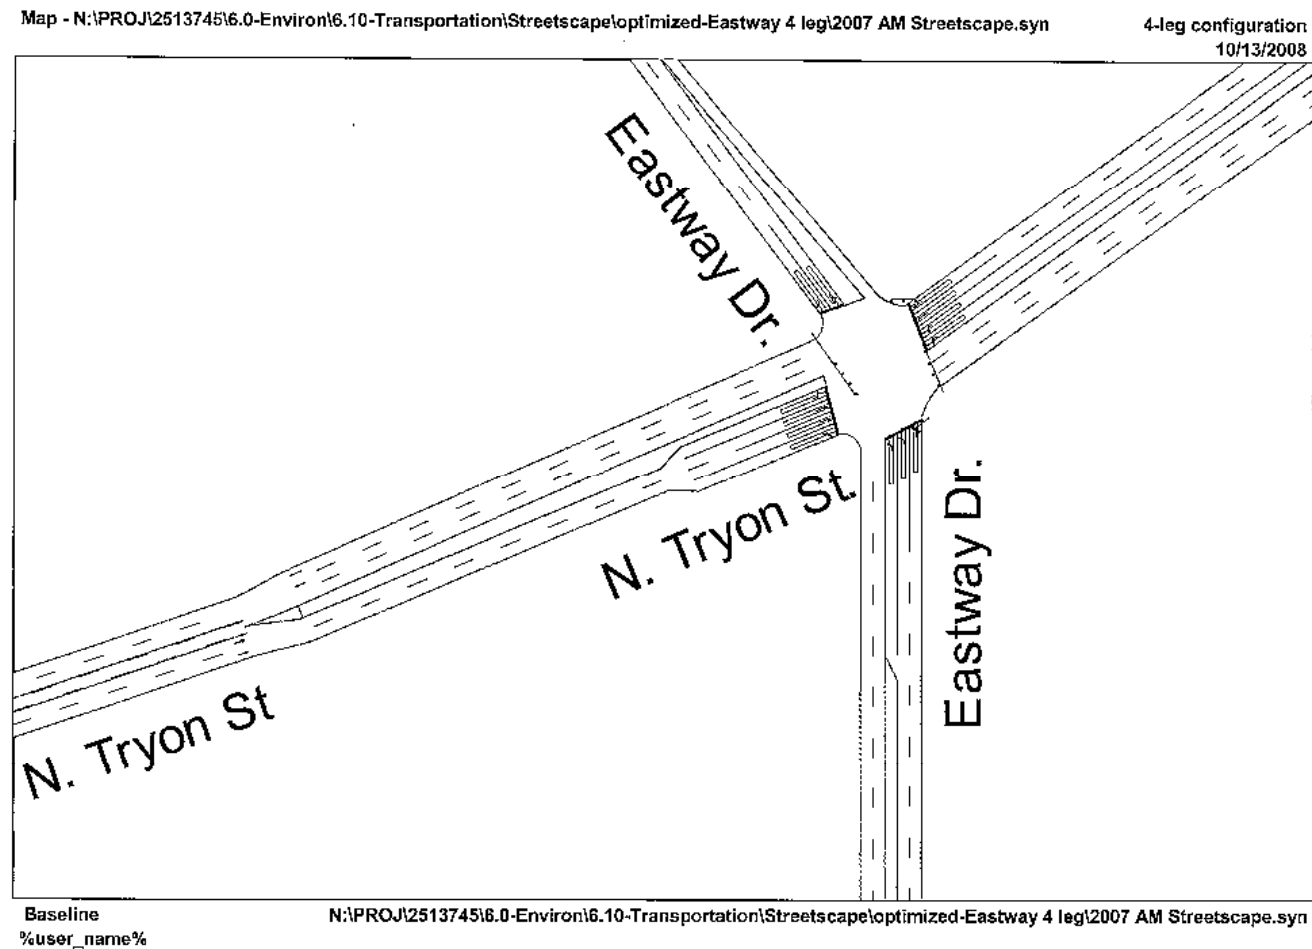 Map - N:\PROJ\2513745\6.0-Environ\6.10-Transportation\Streetscape\optimized-Eastway 4 leg\2007 AM Streetscape.syn
4-leg configuration
10/13/2008
Eastway Dr.
N. Tryon St.
Eastway Dr.
N. Tryon St
Baseline
N:\PROJ\2513745\6.0-Environ\6.10-Transportation\Streetscape\optimized-Eastway 4 leg\2007 AM Streetscape.syn
%user_name%